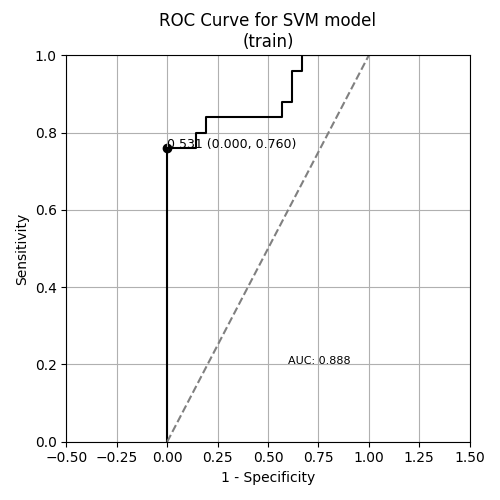 ROC Curve for SVM model
(train)
1.0
0.8
0.531 (0.000, 0.760)
0.6
Sensitivity
0.4
AUC: 0.888
0.2
0.0
−0.50 −0.25 0.00 0.25 0.50 0.75 1.00 1.25 1.50
1 - Specificity